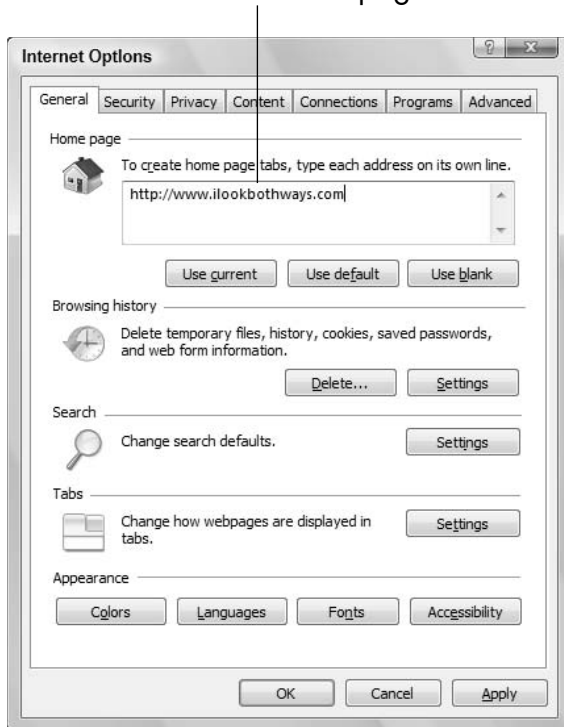 Internet Options
General Security Privacy Content Connections Programs Advanced
Home page
To create home page tabs, type each address on its own line.
http://www.ilookbothways.com
Use current Use default Use blank
Browsing history
Delete temporary files, history, cookies, saved passwords,
and web form information.
Delete... Settings
Search
Change search defaults.
Settings
Tabs
Change how webpages are displayed in
tabs.
Settings
Appearance
Colors Languages Fonts Accessibility
OK Cancel Apply